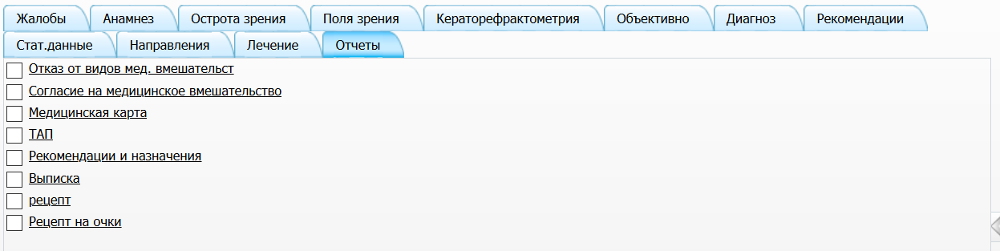 Жалобы Анамнез Острота зрения Поля зрения Кераторефрактометрия Объективно Диагноз Рекомендации
Стат.данные Направления Лечение Отчеты
Отказ от видов мед. вмешательст
Согласие на медицинское вмешательство
Медицинская карта
ТАП
Рекомендации и назначения
Выписка
рецепт
Рецепт на очки